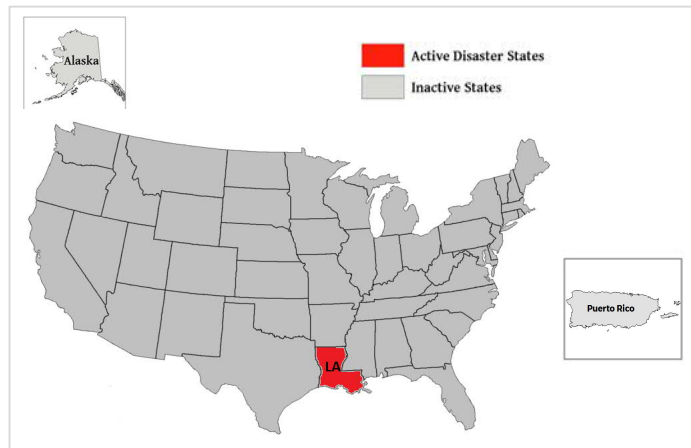 Alaska
Active Disaster States
Inactive States
Puerto Rico
LA